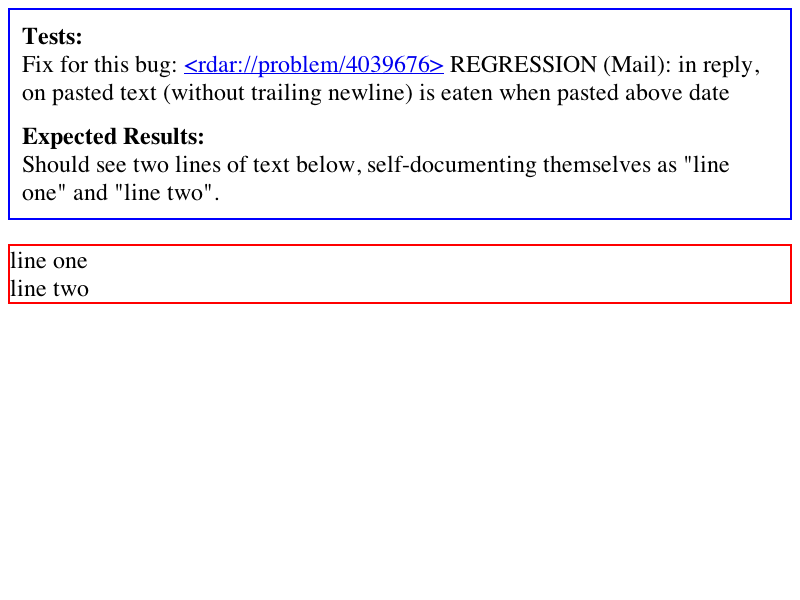 Tests:
Fix for this bug: <rdar://problem/4039676> REGRESSION (Mail): in reply,
on pasted text (without trailing newline) is eaten when pasted above date
Expected Results:
Should see two lines of text below, self-documenting themselves as "line
one" and "line two".
line one
line two